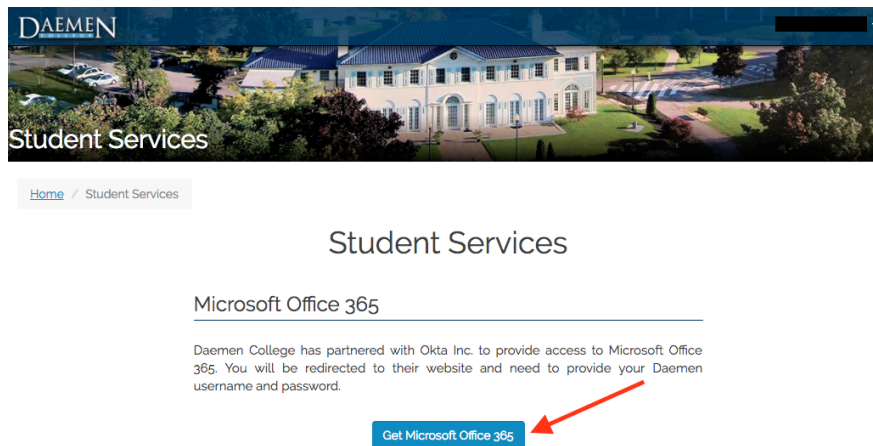 DAEMEN
COLLEGE
Student Services
Home / Student Services
Student Services
Microsoft Office 365
Daemen College has partnered with Okta Inc. to provide access to Microsoft Office
365. You will be redirected to their website and need to provide your Daemen
username and password.
Get Microsoft Office 365